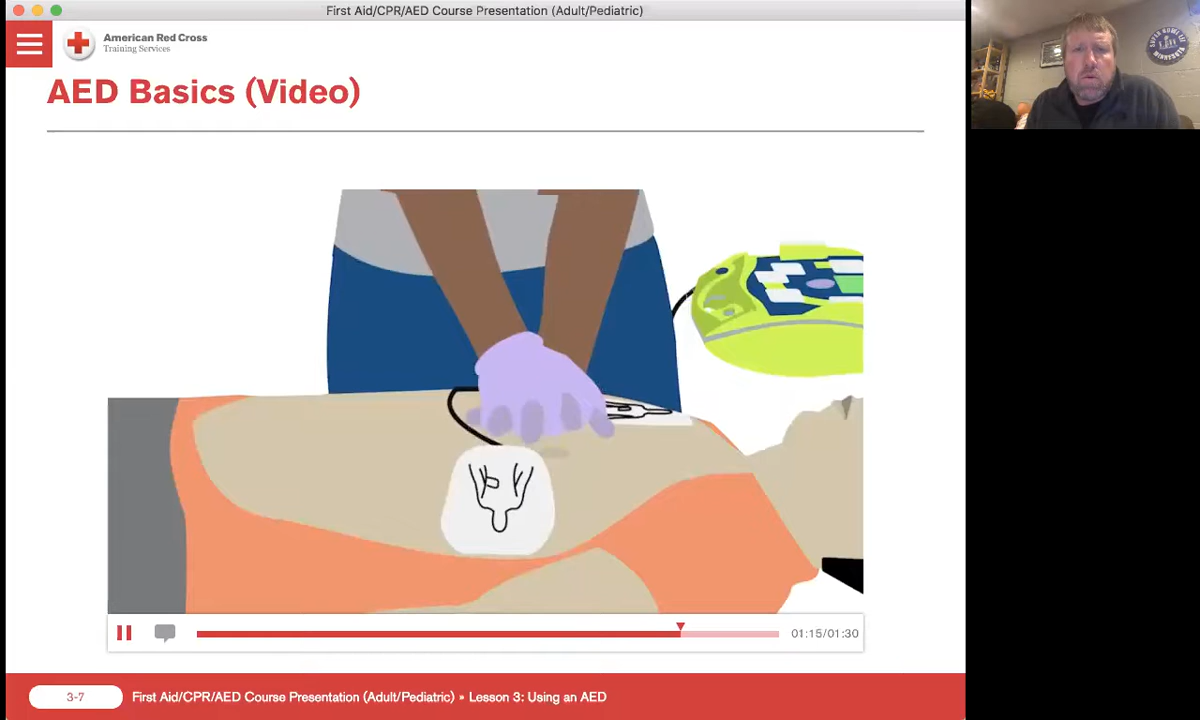 First Aid/CPR/AED Course Presentation (Adult/Pediatric)
American Red Cross
Training Services
AED Basics (Video)
01:15/01:30
3-7
First Aid/CPR/AED Course Presentation (Adult/Pediatric) • Lesson 3: Using an AED